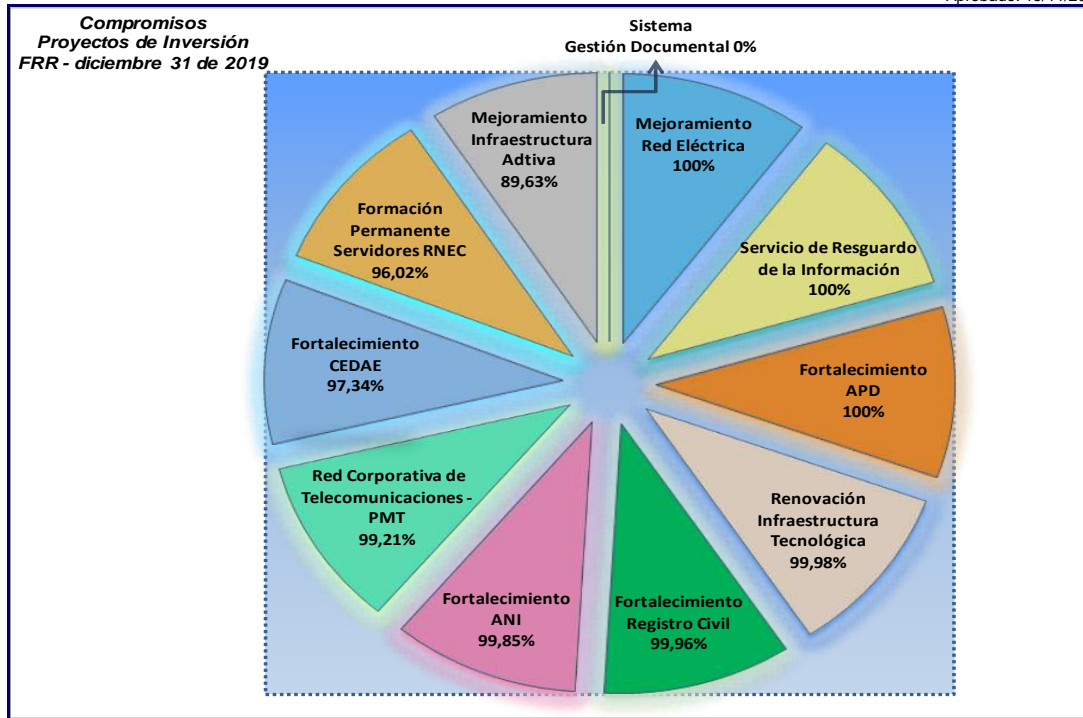 Compromisos
Proyectos de Inversión
FRR - diciembre 31 de 2019
Sistema
Gestión Documental 0%
Mejoramiento
Red Eléctrica
100%
Servicio de Resguardo
de la Información
100%
Fortalecimiento
APD
100%
Renovación
Infraestructura
Tecnológica
99,98%
Fortalecimiento
Registro Civil
99,96%
Fortalecimiento
ANI
99,85%
Red Corporativa de
Telecomunicaciones -
PMT
99,21%
Fortalecimiento
CEDAE
97,34%
Formación
Permanente
Servidores RNEC
96,02%
Mejoramiento
Infraestructura
Adtiva
89,63%